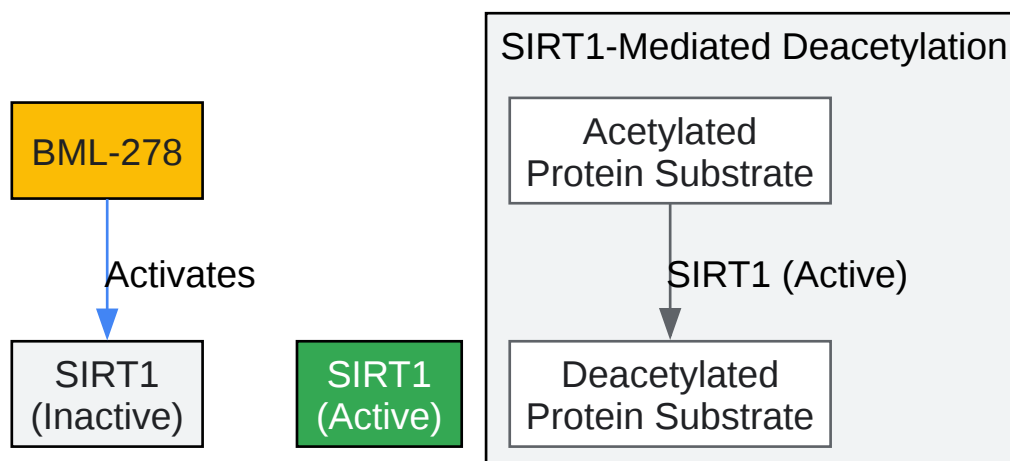 SIRT1-Mediated Deacetylation
BML-278
Acetylated
Protein Substrate
Activates
SIRT1 (Active)
SIRT1
(Inactive)
SIRT1
(Active)
Deacetylated
Protein Substrate